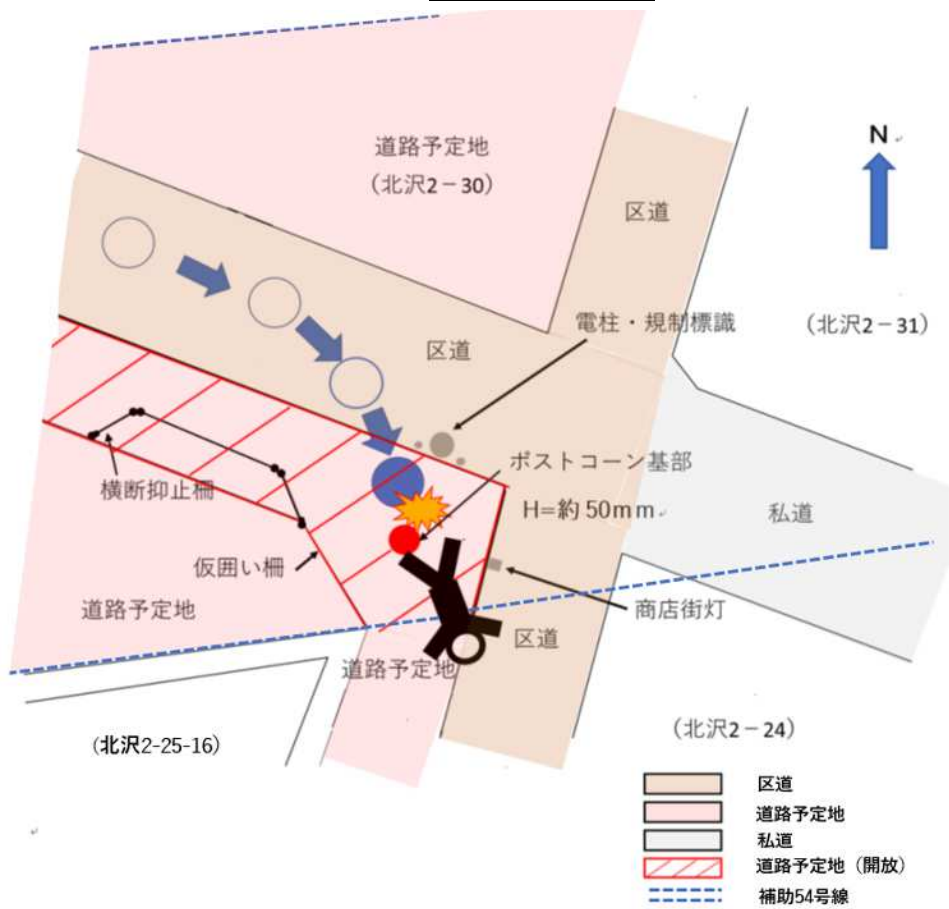 道路予定地
(北沢2－30)
N
区道
電柱・規制標識
(北沢2－31)
区道
ポストコーン基部
横断抑止柵
H=約50mm
私道
仮囲い柵
道路予定地
商店街灯
区道
道路予定地
(北沢2-25-16)
(北沢2－24)
区道
道路予定地
私道
道路予定地（開放）
補助54号線